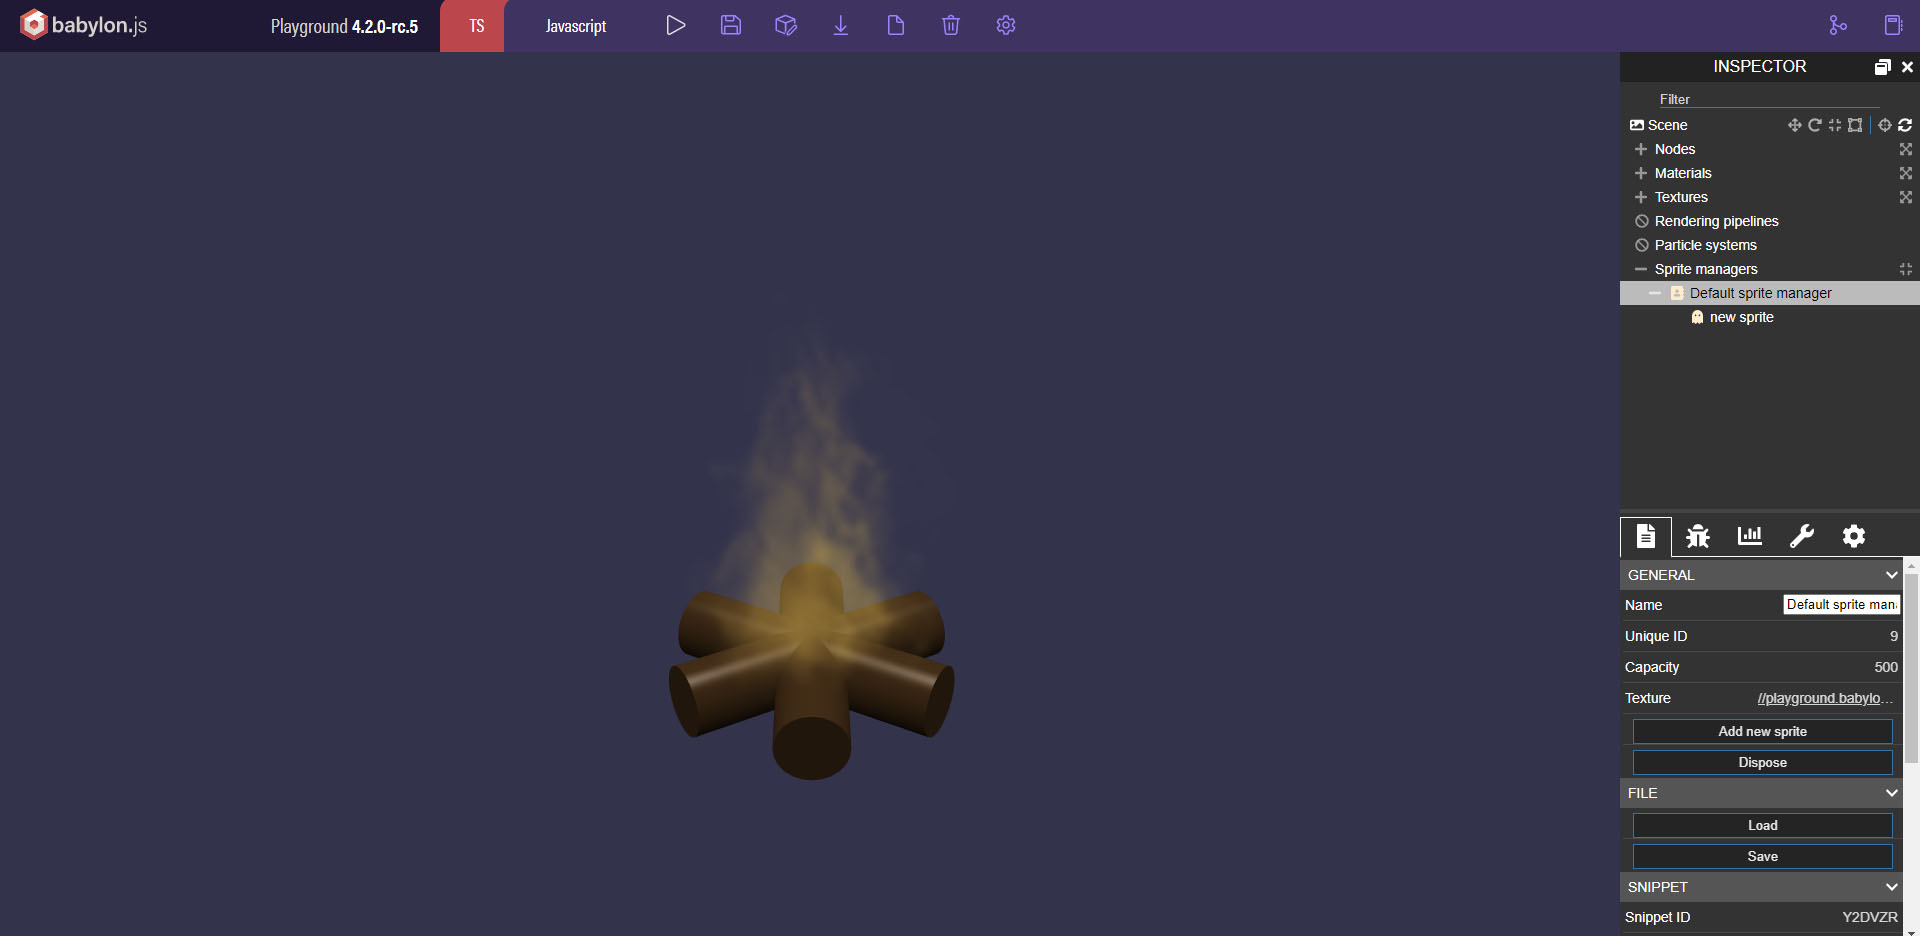 babylon.js
Playground 4.2.0-rc.5
TS
Javascript
INSPECTOR
Filter
Scene
Nodes
Materials
Textures
Rendering pipelines
Particle systems
Sprite managers
Default sprite manager
new sprite
GENERAL
Name Default sprite man
Unique ID 9
Capacity 500
Texture //playground.babylo...
Add new sprite
Dispose
FILE
Load
Save
SNIPPET
Snippet ID Y2DVZR